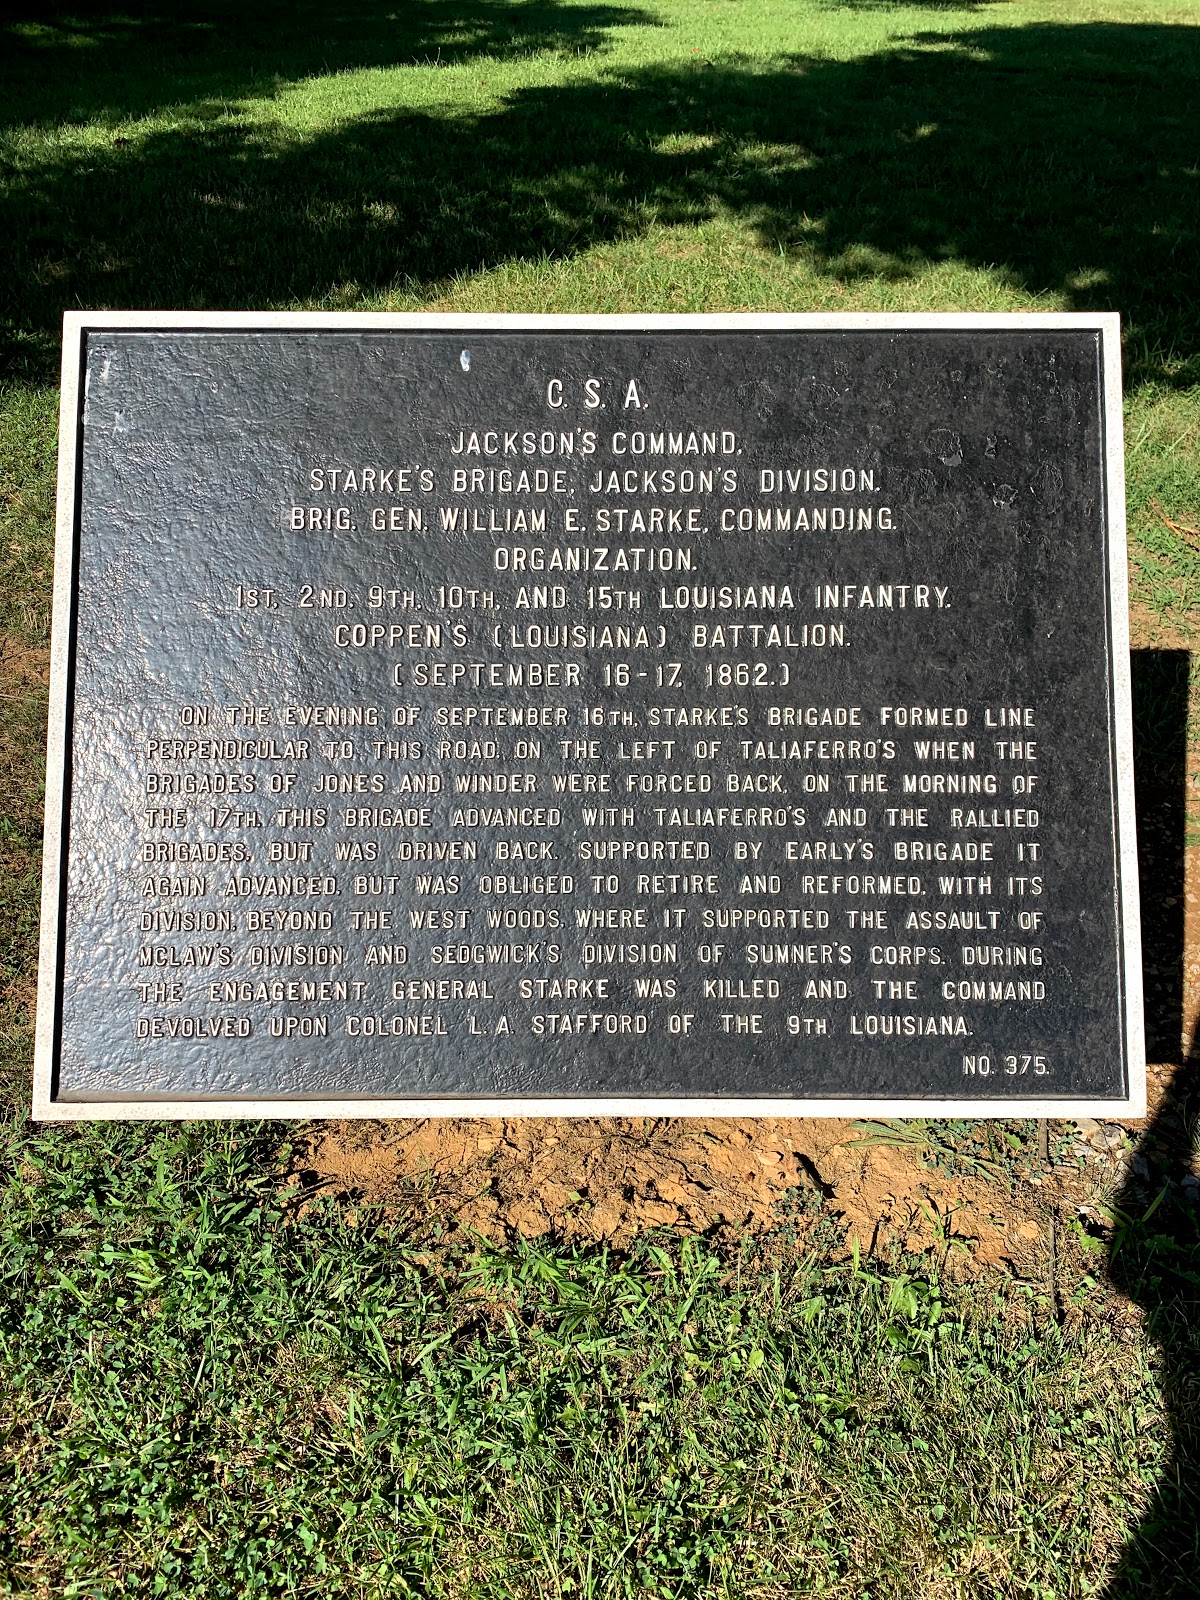 C. S. A.
JACKSON'S COMMAND,
STARKE'S BRIGADE, JACKSON'S DIVISION.
BRIG. GEN. WILLIAM E. STARKE, COMMANDING.
ORGANIZATION.
1ST, 2ND, 9TH, 10TH, AND 15TH LOUISIANA INFANTRY.
COPPEN'S (LOUISIANA) BATTALION.
(SEPTEMBER 16-17, 1862.)
ON THE EVENING OF SEPTEMBER 16TH, STARKE'S BRIGADE FORMED LINE
PERPENDICULAR TO THIS ROAD, ON THE LEFT OF TALIAFERRO'S WHEN THE
BRIGADES OF JONES AND WINDER WERE FORCED BACK, ON THE MORNING OF
THE 17TH, THIS BRIGADE ADVANCED WITH TALIAFERRO'S AND THE RALLIED
BRIGADES, BUT WAS DRIVEN BACK. SUPPORTED BY EARLY'S BRIGADE IT
AGAIN ADVANCED, BUT WAS OBLIGED TO RETIRE AND REFORMED, WITH ITS
DIVISION, BEYOND THE WEST WOODS, WHERE IT SUPPORTED THE ASSAULT OF
MCLAW'S DIVISION AND SEDGWICK'S DIVISION OF SUMNER'S CORPS. DURING
THE ENGAGEMENT GENERAL STARKE WAS KILLED AND THE COMMAND
DEVOLVED UPON COLONEL L.A. STAFFORD OF THE 9TH LOUISIANA.
NO. 375.